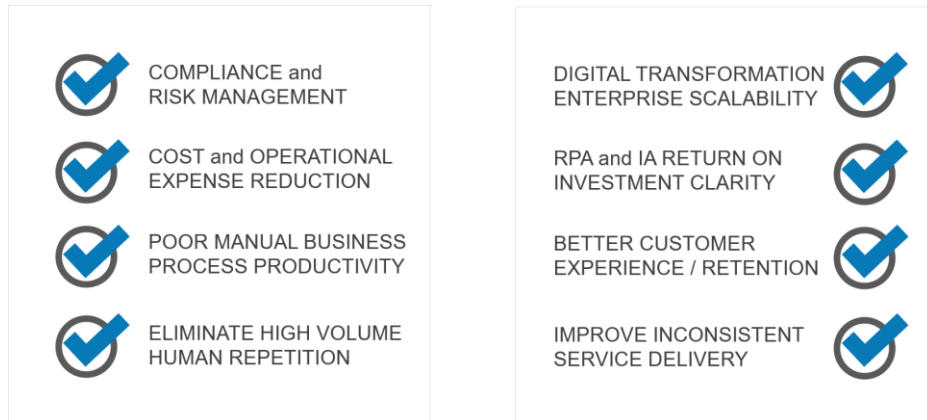 COMPLIANCE and
RISK MANAGEMENT
COST and OPERATIONAL
EXPENSE REDUCTION
POOR MANUAL BUSINESS
PROCESS PRODUCTIVITY
ELIMINATE HIGH VOLUME
HUMAN REPETITION
DIGITAL TRANSFORMATION
ENTERPRISE SCALABILITY
RPA and IA RETURN ON
INVESTMENT CLARITY
BETTER CUSTOMER
EXPERIENCE / RETENTION
IMPROVE INCONSISTENT
SERVICE DELIVERY